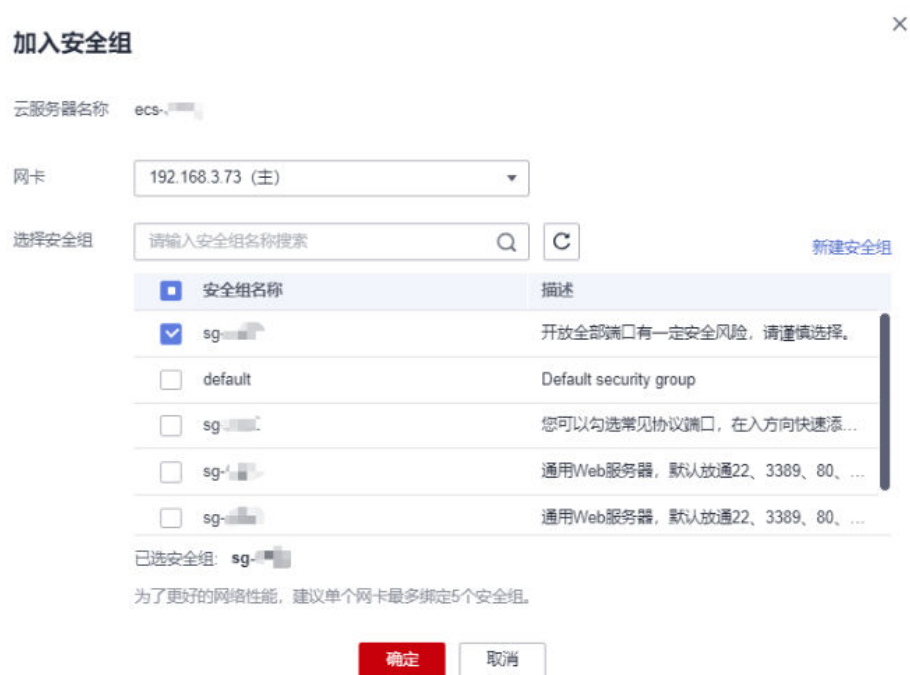 加入安全组
云服务器名称 ecs-
网卡 192.168.3.73 (主)
选择安全组 请输入安全组名称搜索
新建安全组
安全组名称 描述
sg- 开放全部端口有一定安全风险，请谨慎选择。
default Default security group
sg- 您可以勾选常见协议端口，在入方向快速添...
sg- 通用Web服务器，默认放通22、3389、80、...
sg- 通用Web服务器，默认放通22、3389、80、...
已选安全组: sg-
为了更好的网络性能，建议单个网卡最多绑定5个安全组。
确定 取消